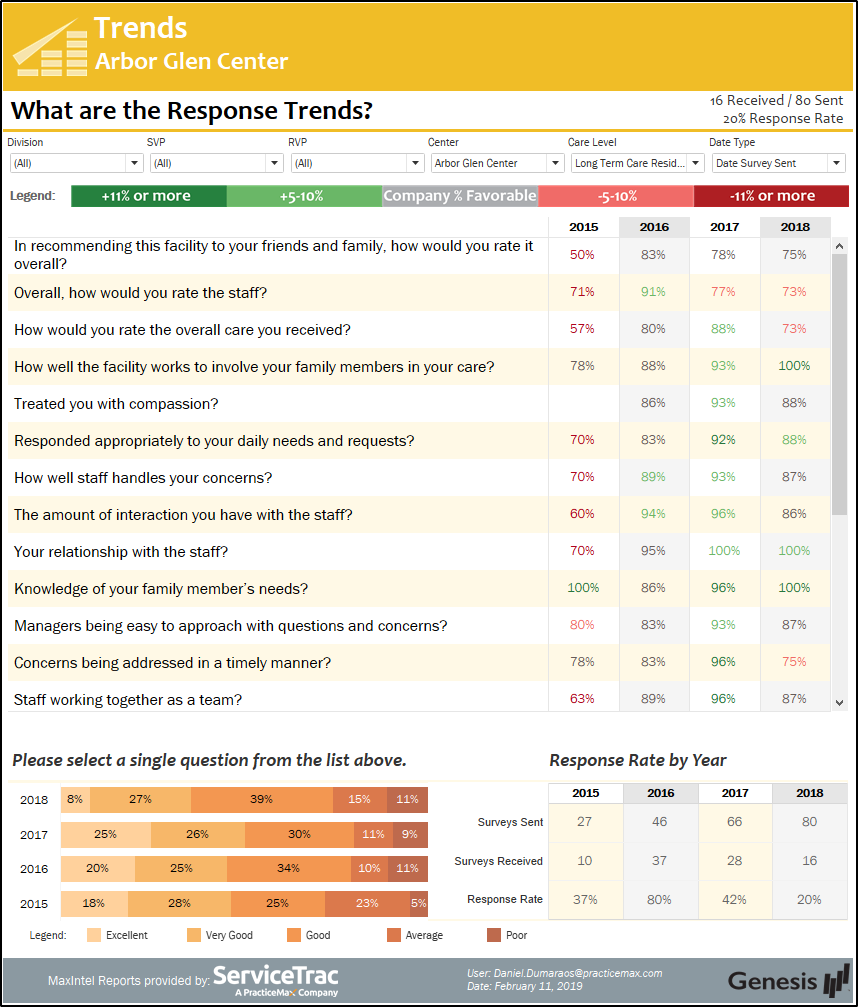 Trends
Arbor Glen Center
What are the Response Trends?
16 Received / 80 Sent
20% Response Rate
Division SVP RVP Center Care Level Date Type
(All) (All) (All) Arbor Glen Center Long Term Care Resid... Date Survey Sent
Legend: +11% or more +5-10% Company % Favorable -5-10% -11% or more
2015 2016 2017 2018
In recommending this facility to your friends and family, how would you rate it
overall?
50% 83% 78% 75%
Overall, how would you rate the staff? 71% 91% 77% 73%
How would you rate the overall care you received? 57% 80% 88% 73%
How well the facility works to involve your family members in your care? 78% 88% 93% 100%
Treated you with compassion? 86% 93% 88%
Responded appropriately to your daily needs and requests? 70% 83% 92% 88%
How well staff handles your concerns? 70% 89% 93% 87%
The amount of interaction you have with the staff? 60% 94% 96% 86%
Your relationship with the staff? 70% 95% 100% 100%
Knowledge of your family member's needs? 100% 86% 96% 100%
Managers being easy to approach with questions and concerns? 80% 83% 93% 87%
Concerns being addressed in a timely manner? 78% 83% 96% 75%
Staff working together as a team? 63% 89% 96% 87%
Please select a single question from the list above.
2018 8% 27% 39% 15% 11%
2017 25% 26% 30% 11% 9%
2016 20% 25% 34% 10% 11%
2015 18% 28% 25% 23% 5%
Legend: Excellent Very Good Good Average Poor
Response Rate by Year
2015 2016 2017 2018
Surveys Sent 27 46 66 80
Surveys Received 10 37 28 16
Response Rate 37% 80% 42% 20%
MaxIntel Reports provided by: ServiceTrac
A PracticeMax Company
User: Daniel.Dumaraos@practicemax.com
Date: February 11, 2019
Genesis